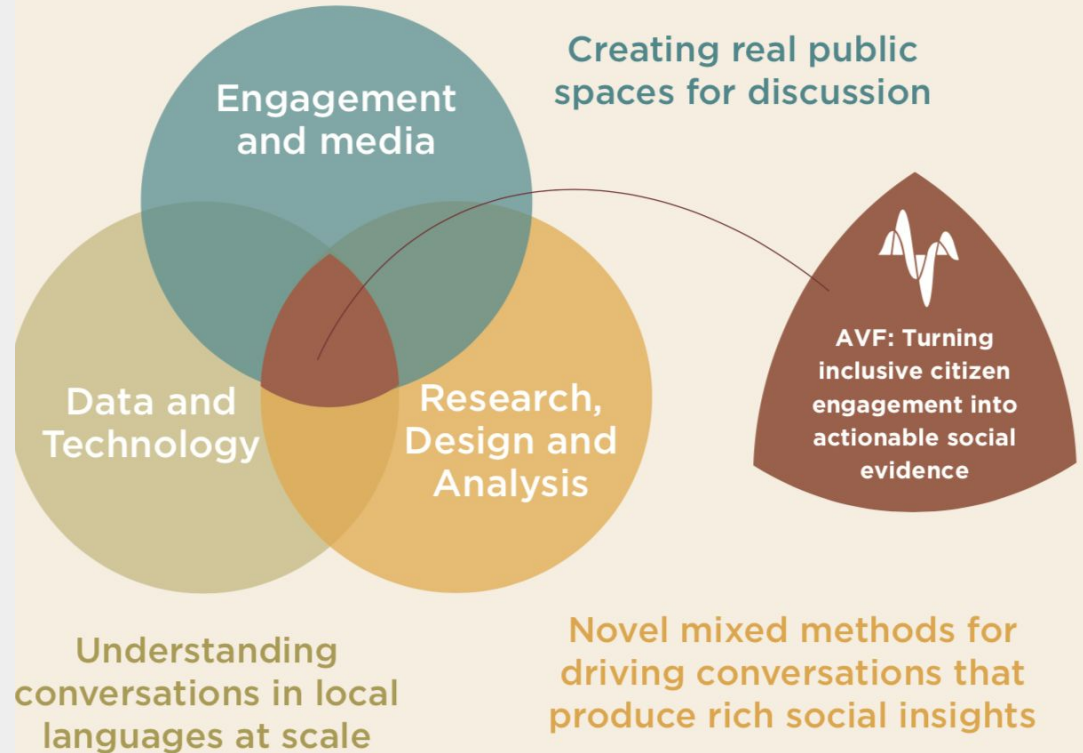 Engagement
and media
Creating real public
spaces for discussion
Data and
Technology
Research,
Design and
Analysis
AVF: Turning
inclusive citizen
engagement into
actionable social
evidence
Understanding
conversations in local
languages at scale
Novel mixed methods for
driving conversations that
produce rich social insights